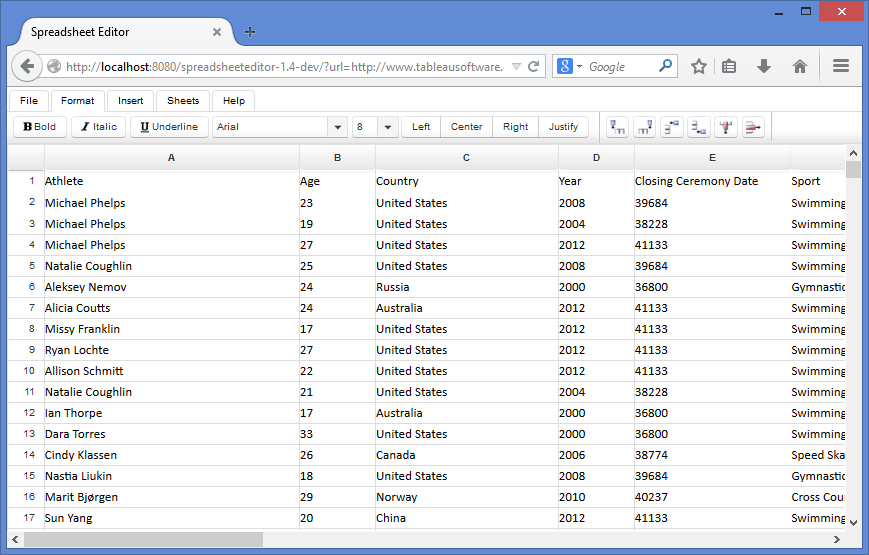 Spreadsheet Editor
http://localhost:8080/spreadsheeteditor-1.4-dev/?url=http://www.tableausoftware. Google
File Format Insert Sheets Help
B Bold I Italic U Underline Arial 8 Left Center Right Justify
A B C D E
1 Athlete Age Country Year Closing Ceremony Date Sport
2 Michael Phelps 23 United States 2008 39684 Swimming
3 Michael Phelps 19 United States 2004 38228 Swimming
4 Michael Phelps 27 United States 2012 41133 Swimming
5 Natalie Coughlin 25 United States 2008 39684 Swimming
6 Aleksey Nemov 24 Russia 2000 36800 Gymnastic
7 Alicia Coutts 24 Australia 2012 41133 Swimming
8 Missy Franklin 17 United States 2012 41133 Swimming
9 Ryan Lochte 27 United States 2012 41133 Swimming
10 Allison Schmitt 22 United States 2012 41133 Swimming
11 Natalie Coughlin 21 United States 2004 38228 Swimming
12 Ian Thorpe 17 Australia 2000 36800 Swimming
13 Dara Torres 33 United States 2000 36800 Swimming
14 Cindy Klassen 26 Canada 2006 38774 Speed Ska
15 Nastia Liukin 18 United States 2008 39684 Gymnastic
16 Marit Bjørgen 29 Norway 2010 40237 Cross Cou
17 Sun Yang 20 China 2012 41133 Swimming